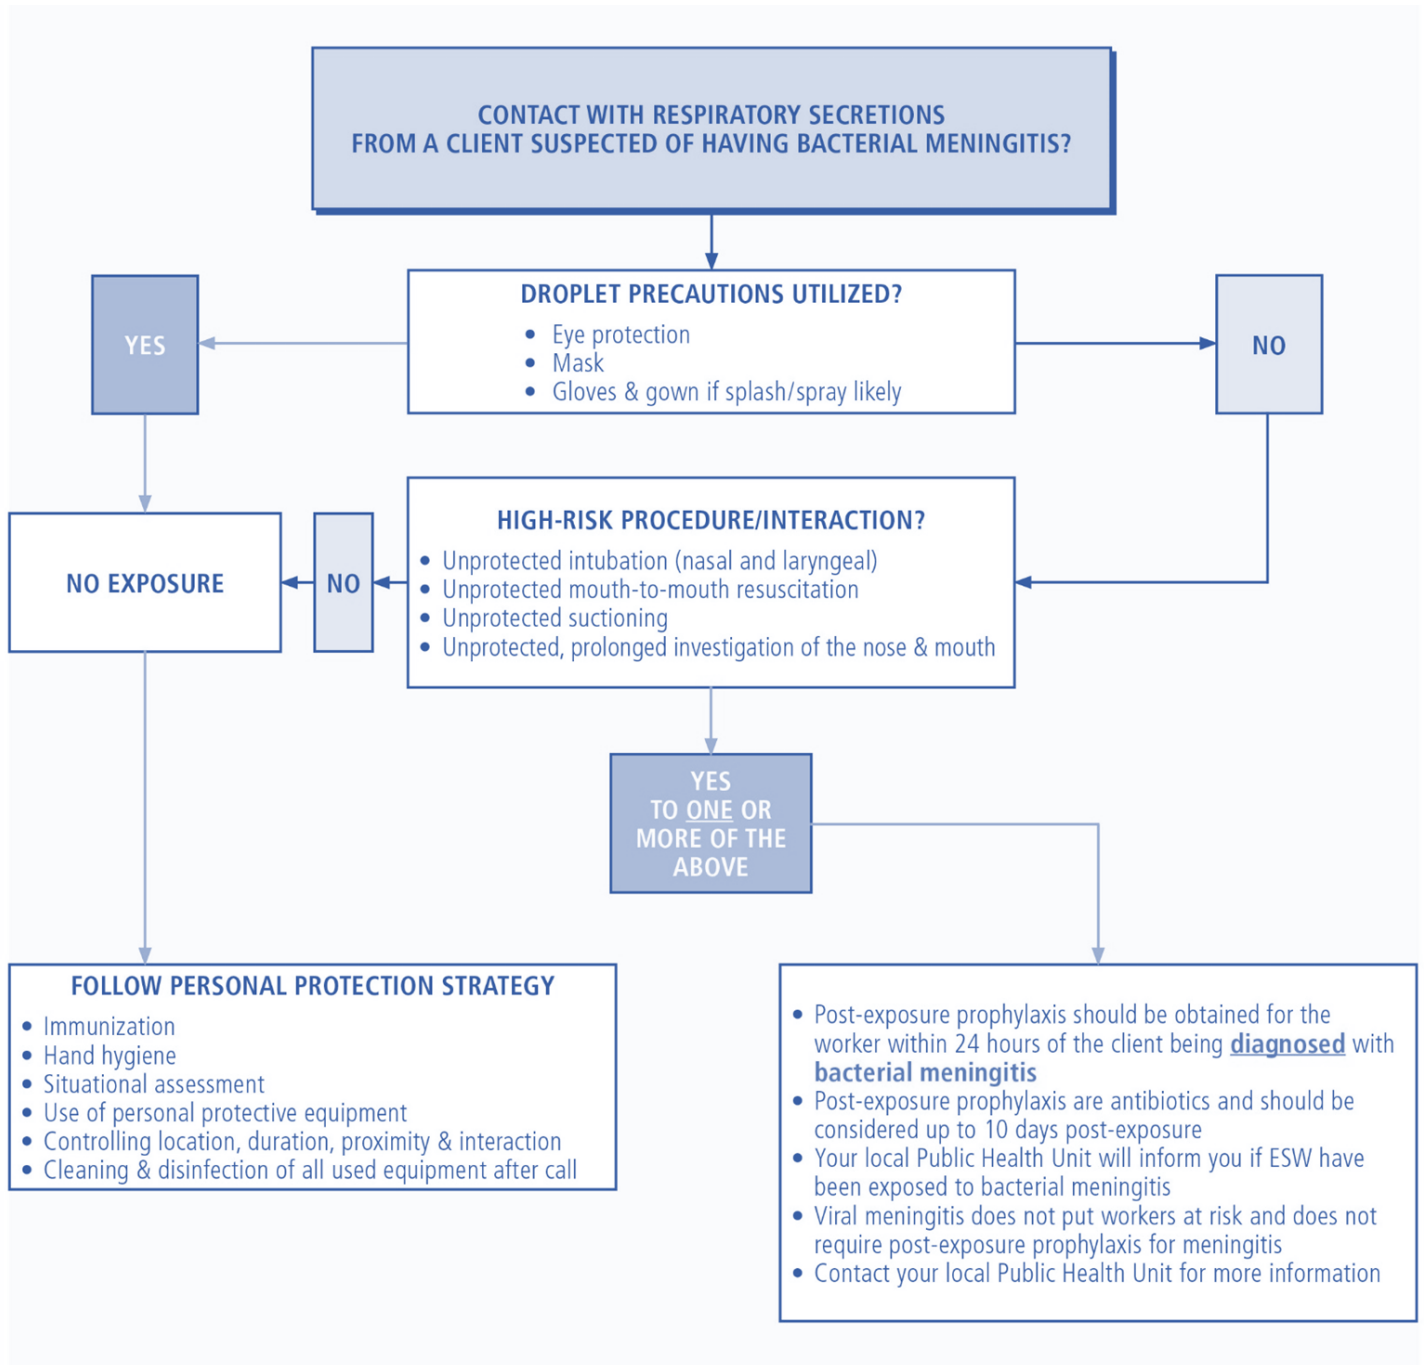 CONTACT WITH RESPIRATORY SECRETIONS
FROM A CLIENT SUSPECTED OF HAVING BACTERIAL MENINGITIS?
DROPLET PRECAUTIONS UTILIZED?
• Eye protection
• Mask
• Gloves & gown if splash/spray likely
YES
NO
HIGH-RISK PROCEDURE/INTERACTION?
• Unprotected intubation (nasal and laryngeal)
• Unprotected mouth-to-mouth resuscitation
• Unprotected suctioning
• Unprotected, prolonged investigation of the nose & mouth
NO
NO EXPOSURE
YES
TO ONE OR
MORE OF THE
ABOVE
FOLLOW PERSONAL PROTECTION STRATEGY
• Immunization
• Hand hygiene
• Situational assessment
• Use of personal protective equipment
• Controlling location, duration, proximity & interaction
• Cleaning & disinfection of all used equipment after call
• Post-exposure prophylaxis should be obtained for the
worker within 24 hours of the client being diagnosed with
bacterial meningitis
• Post-exposure prophylaxis are antibiotics and should be
considered up to 10 days post-exposure
• Your local Public Health Unit will inform you if ESW have
been exposed to bacterial meningitis
• Viral meningitis does not put workers at risk and does not
require post-exposure prophylaxis for meningitis
• Contact your local Public Health Unit for more information